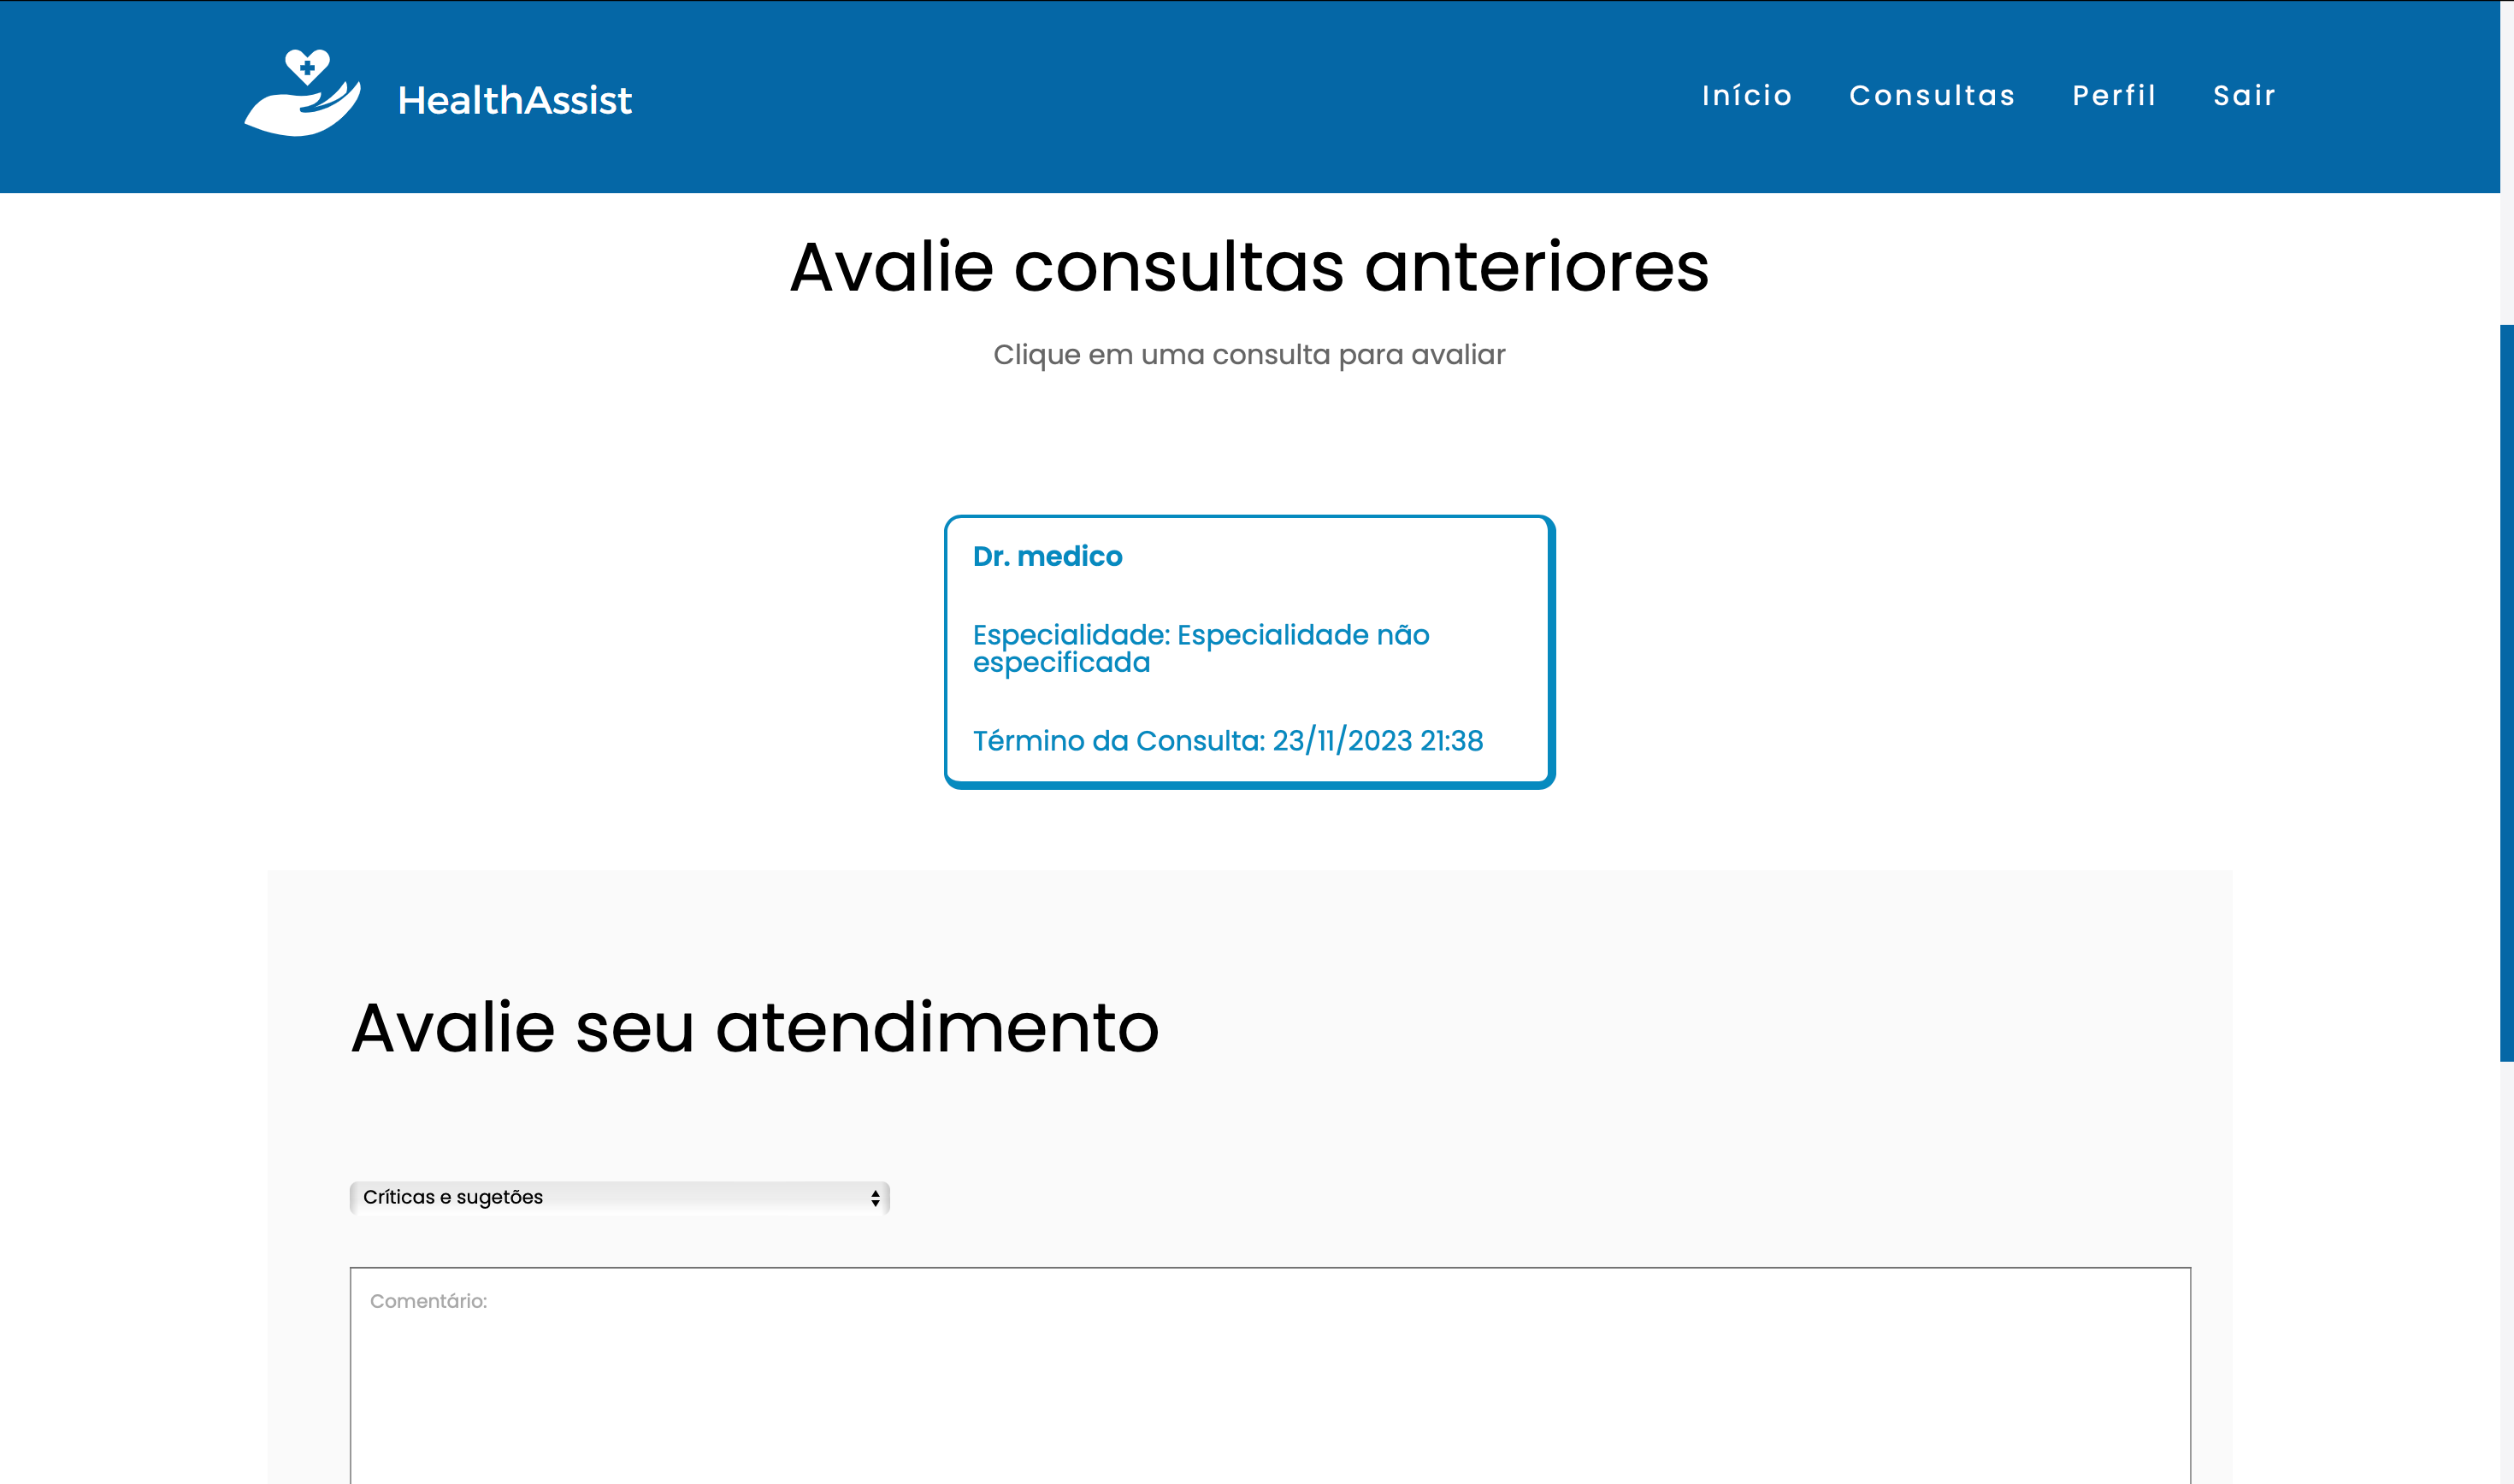 HealthAssist
Início Consultas Perfil Sair
Avalie consultas anteriores
Clique em uma consulta para avaliar
Dr. medico
Especialidade: Especialidade não
especificada
Término da Consulta: 23/11/2023 21:38
Avalie seu atendimento
Críticas e sugetões
Comentário: